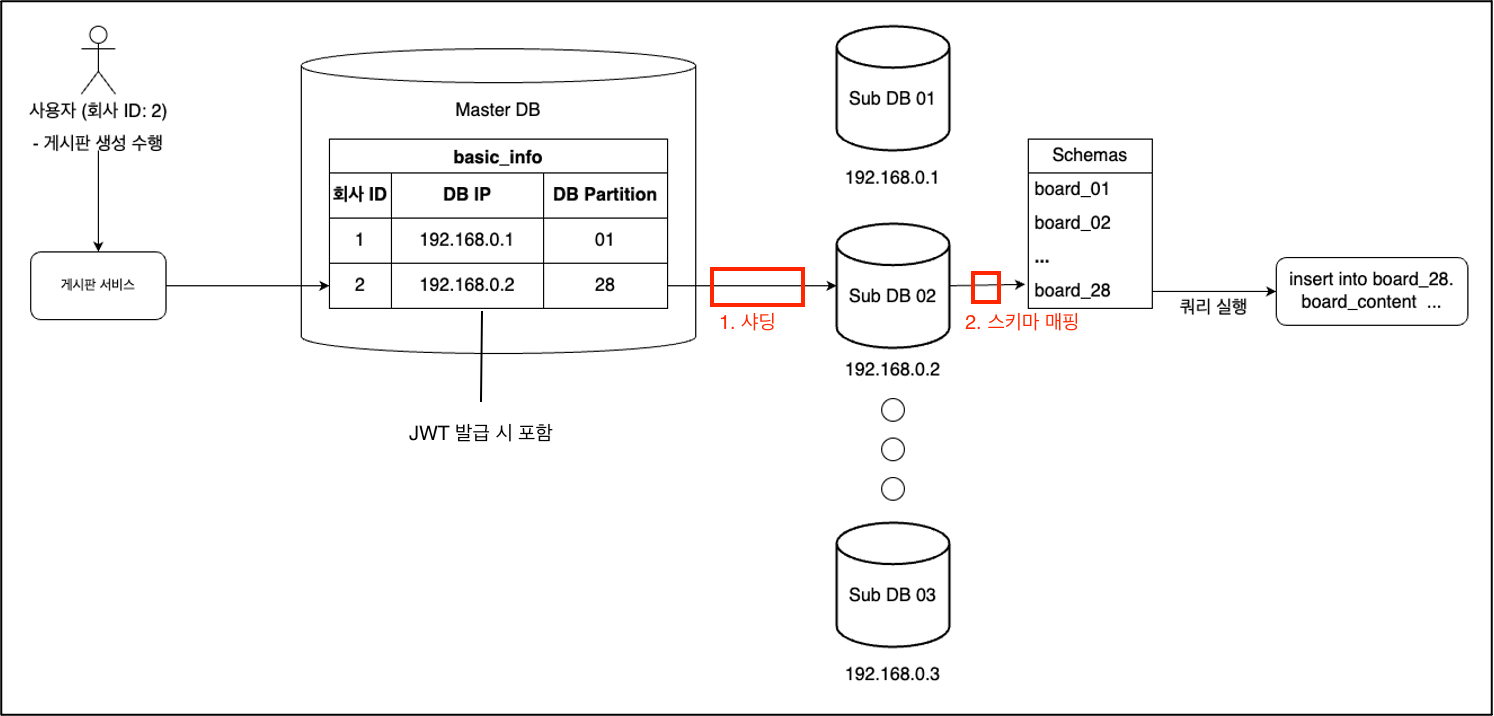 사용자 (회사 ID: 2)
- 게시판 생성 수행
게시판 서비스
Master DB
basic_info
회사 ID DB IP DB Partition
1 192.168.0.1 01
2 192.168.0.2 28
JWT 발급 시 포함
1. 샤딩
Sub DB 01
192.168.0.1
Sub DB 02
192.168.0.2
Sub DB 03
192.168.0.3
2. 스키마 매핑
Schemas
board_01
board_02
...
board_28
쿼리 실행
insert into board_28.
board_content ...